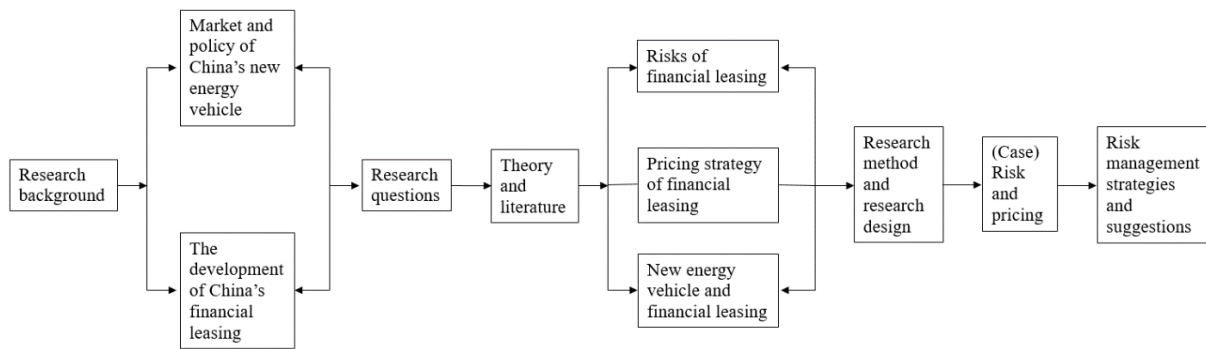 Research
background
Market and
policy of
China's new
energy
vehicle
The
development
of China's
financial
leasing
Research
questions
Theory
and
literature
Risks of
financial leasing
Pricing strategy
of financial
leasing
New energy
vehicle and
financial leasing
Research
method
and
research
design
(Case)
Risk
and
pricing
Risk
management
strategies
and
suggestions